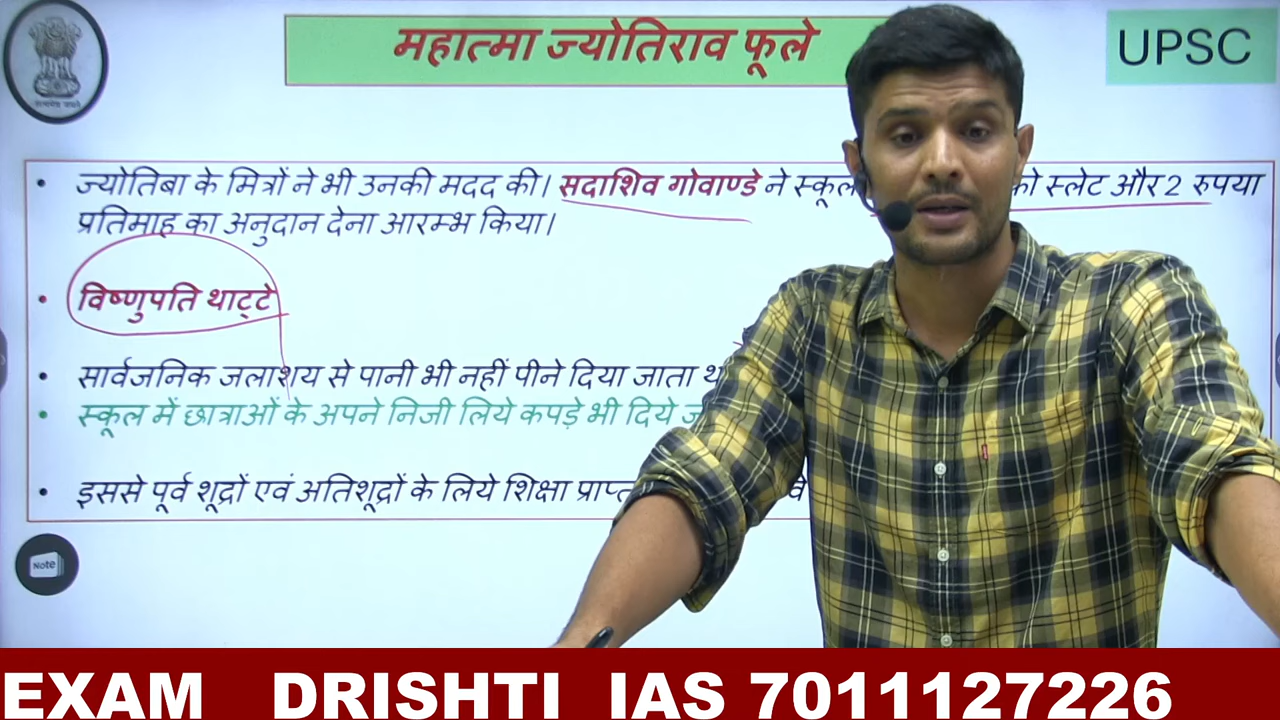 महात्मा ज्योतिराव फूले
UPSC
• ज्योतिबा के मित्रों ने भी उनकी मदद की। सदाशिव गोवाण्डे ने स्कूल को स्लेट और 2 रुपया
प्रतिमाह का अनुदान देना आरम्भ किया।
• विष्णुपति थाट्टे
• सार्वजनिक जलाशय से पानी भी नहीं पीने दिया जाता
• स्कूल में छात्राओं के अपने निजी लिये कपड़े भी दिये
• इससे पूर्व शूद्रों एवं अतिशूद्रों के लिये शिक्षा प्राप्त
Note
EXAM DRISHTI IAS 7011127226